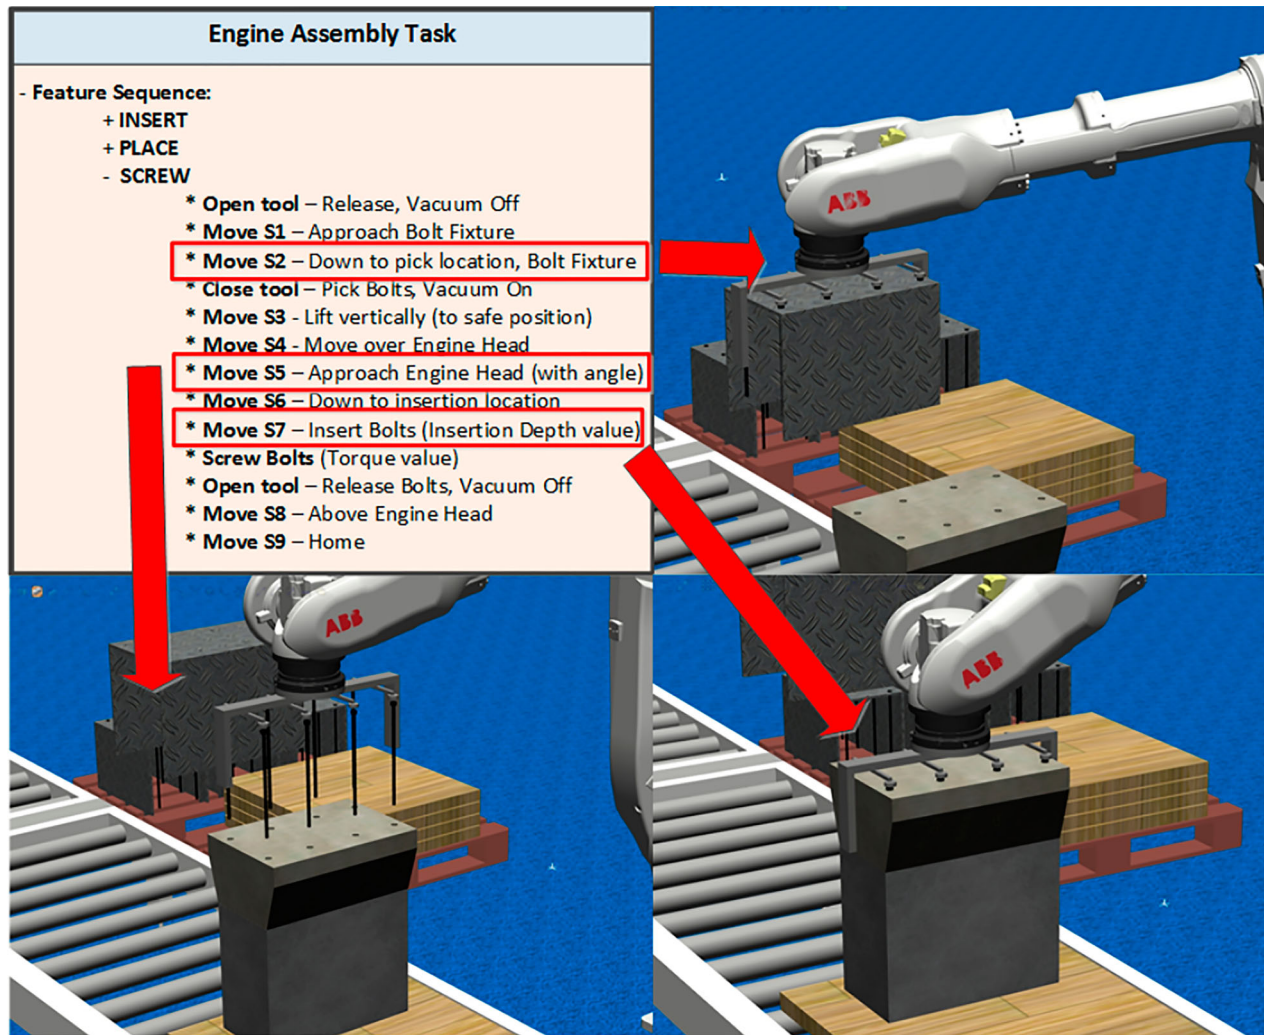 Engine Assembly Task
- Feature Sequence:
+ INSERT
+ PLACE
- SCREW
* Open tool – Release, Vacuum Off
* Move S1 – Approach Bolt Fixture
* Move S2 – Down to pick location, Bolt Fixture
* Close tool – Pick Bolts, Vacuum On
* Move S3 - Lift vertically (to safe position)
* Move S4 - Move over Engine Head
* Move S5 – Approach Engine Head (with angle)
* Move S6 – Down to insertion location
* Move S7 – Insert Bolts (Insertion Depth value)
* Screw Bolts (Torque value)
* Open tool – Release Bolts, Vacuum Off
* Move S8 – Above Engine Head
* Move S9 – Home
ABB
ABB
ABB